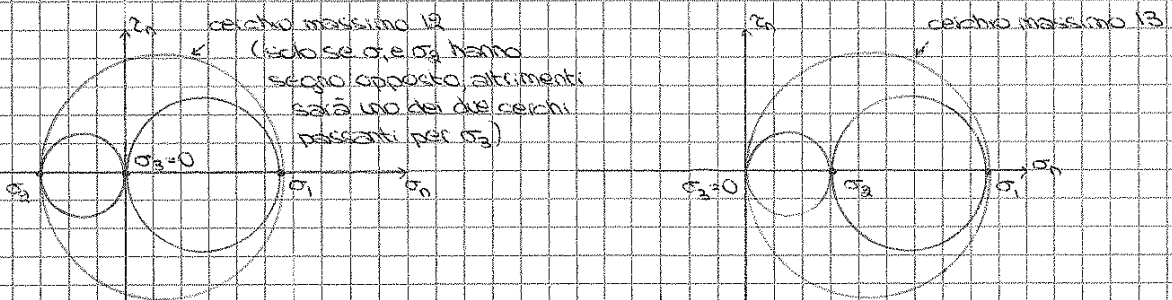 τn
cerchio massimo 12
(solo se σ1 e σ2 hanno
segno opposto, altrimenti
sarà uno dei due cerchi
passanti per σ3)
σ2
σ3=0
σ1
σn
τn
cerchio massimo 13
σ3=0
σ2
σ1
σn